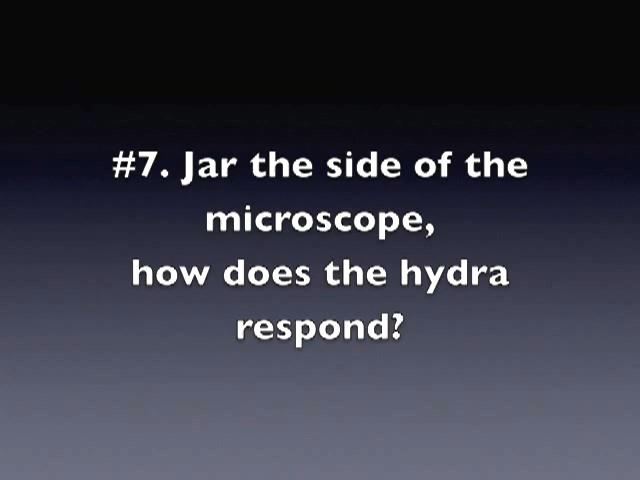 #7. Jar the side of the
microscope,
how does the hydra
respond?